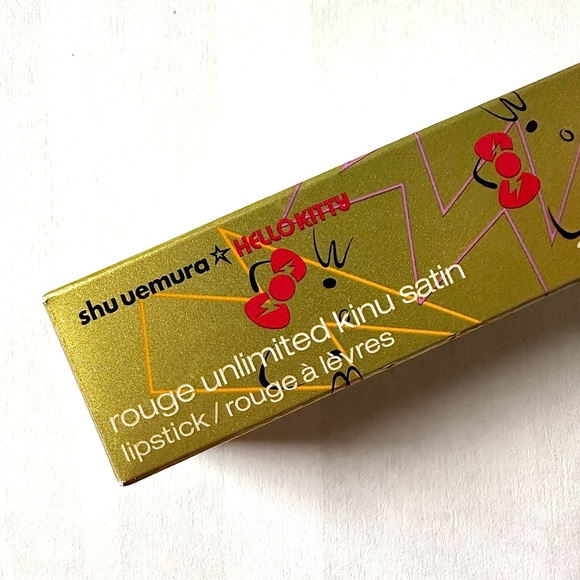 shu uemura ☆ HELLO KITTY
rouge unlimited kinu satin
lipstick / rouge à lèvres